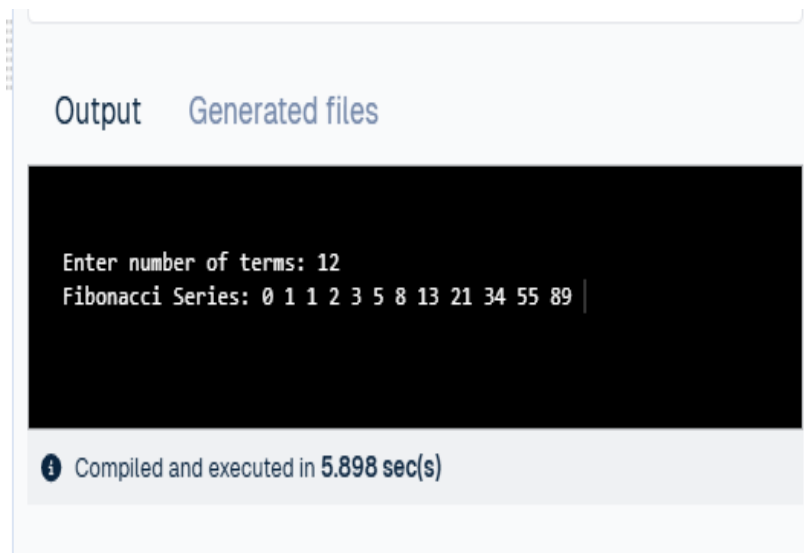 Output Generated files
Enter number of terms: 12
Fibonacci Series: 0 1 1 2 3 5 8 13 21 34 55 89
Compiled and executed in 5.898 sec(s)